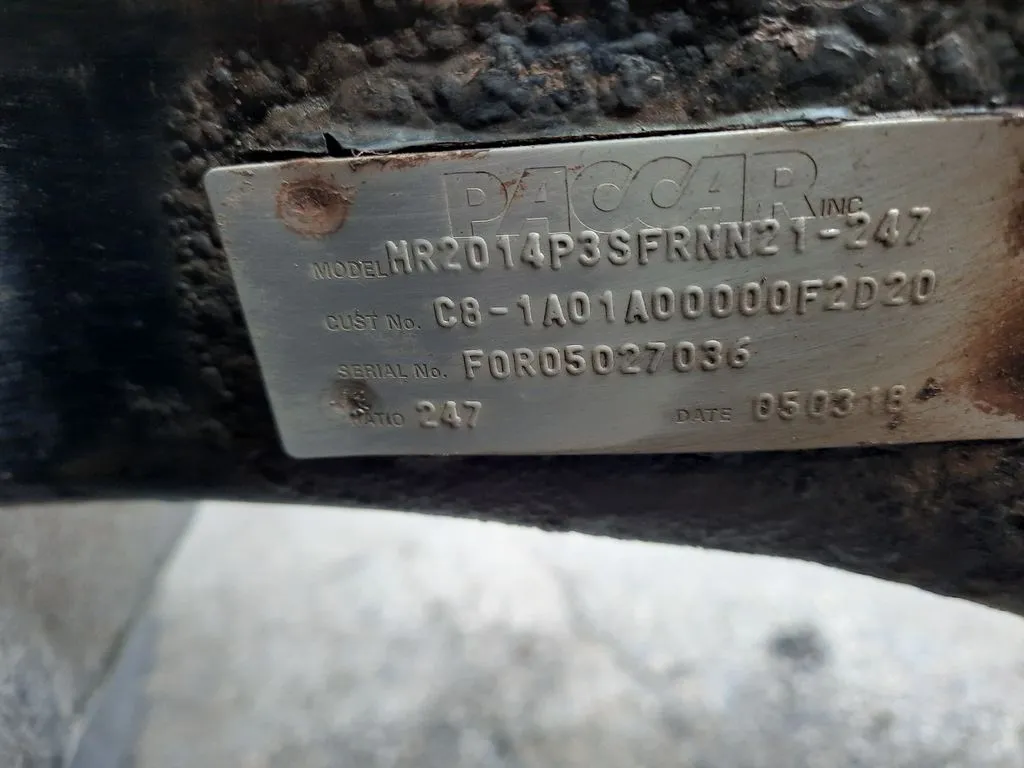 PACCAR INC
MODEL MR2014P3SFRNN21-247
CUST No. C8-1A01A00000F2D20
SERIAL No. F0R05027036
RATIO 247 DATE 050318